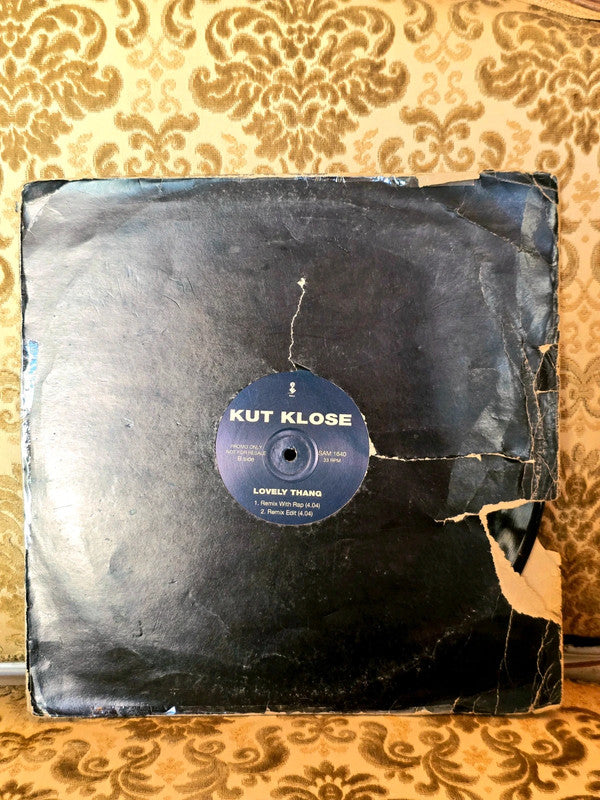 KUT KLOSE
PROMO ONLY
NOT FOR RESALE
B.side
SAM 1640
33 RPM
LOVELY THANG
1. Remix With Rap (4.04)
2. Remix Edit (4.04)